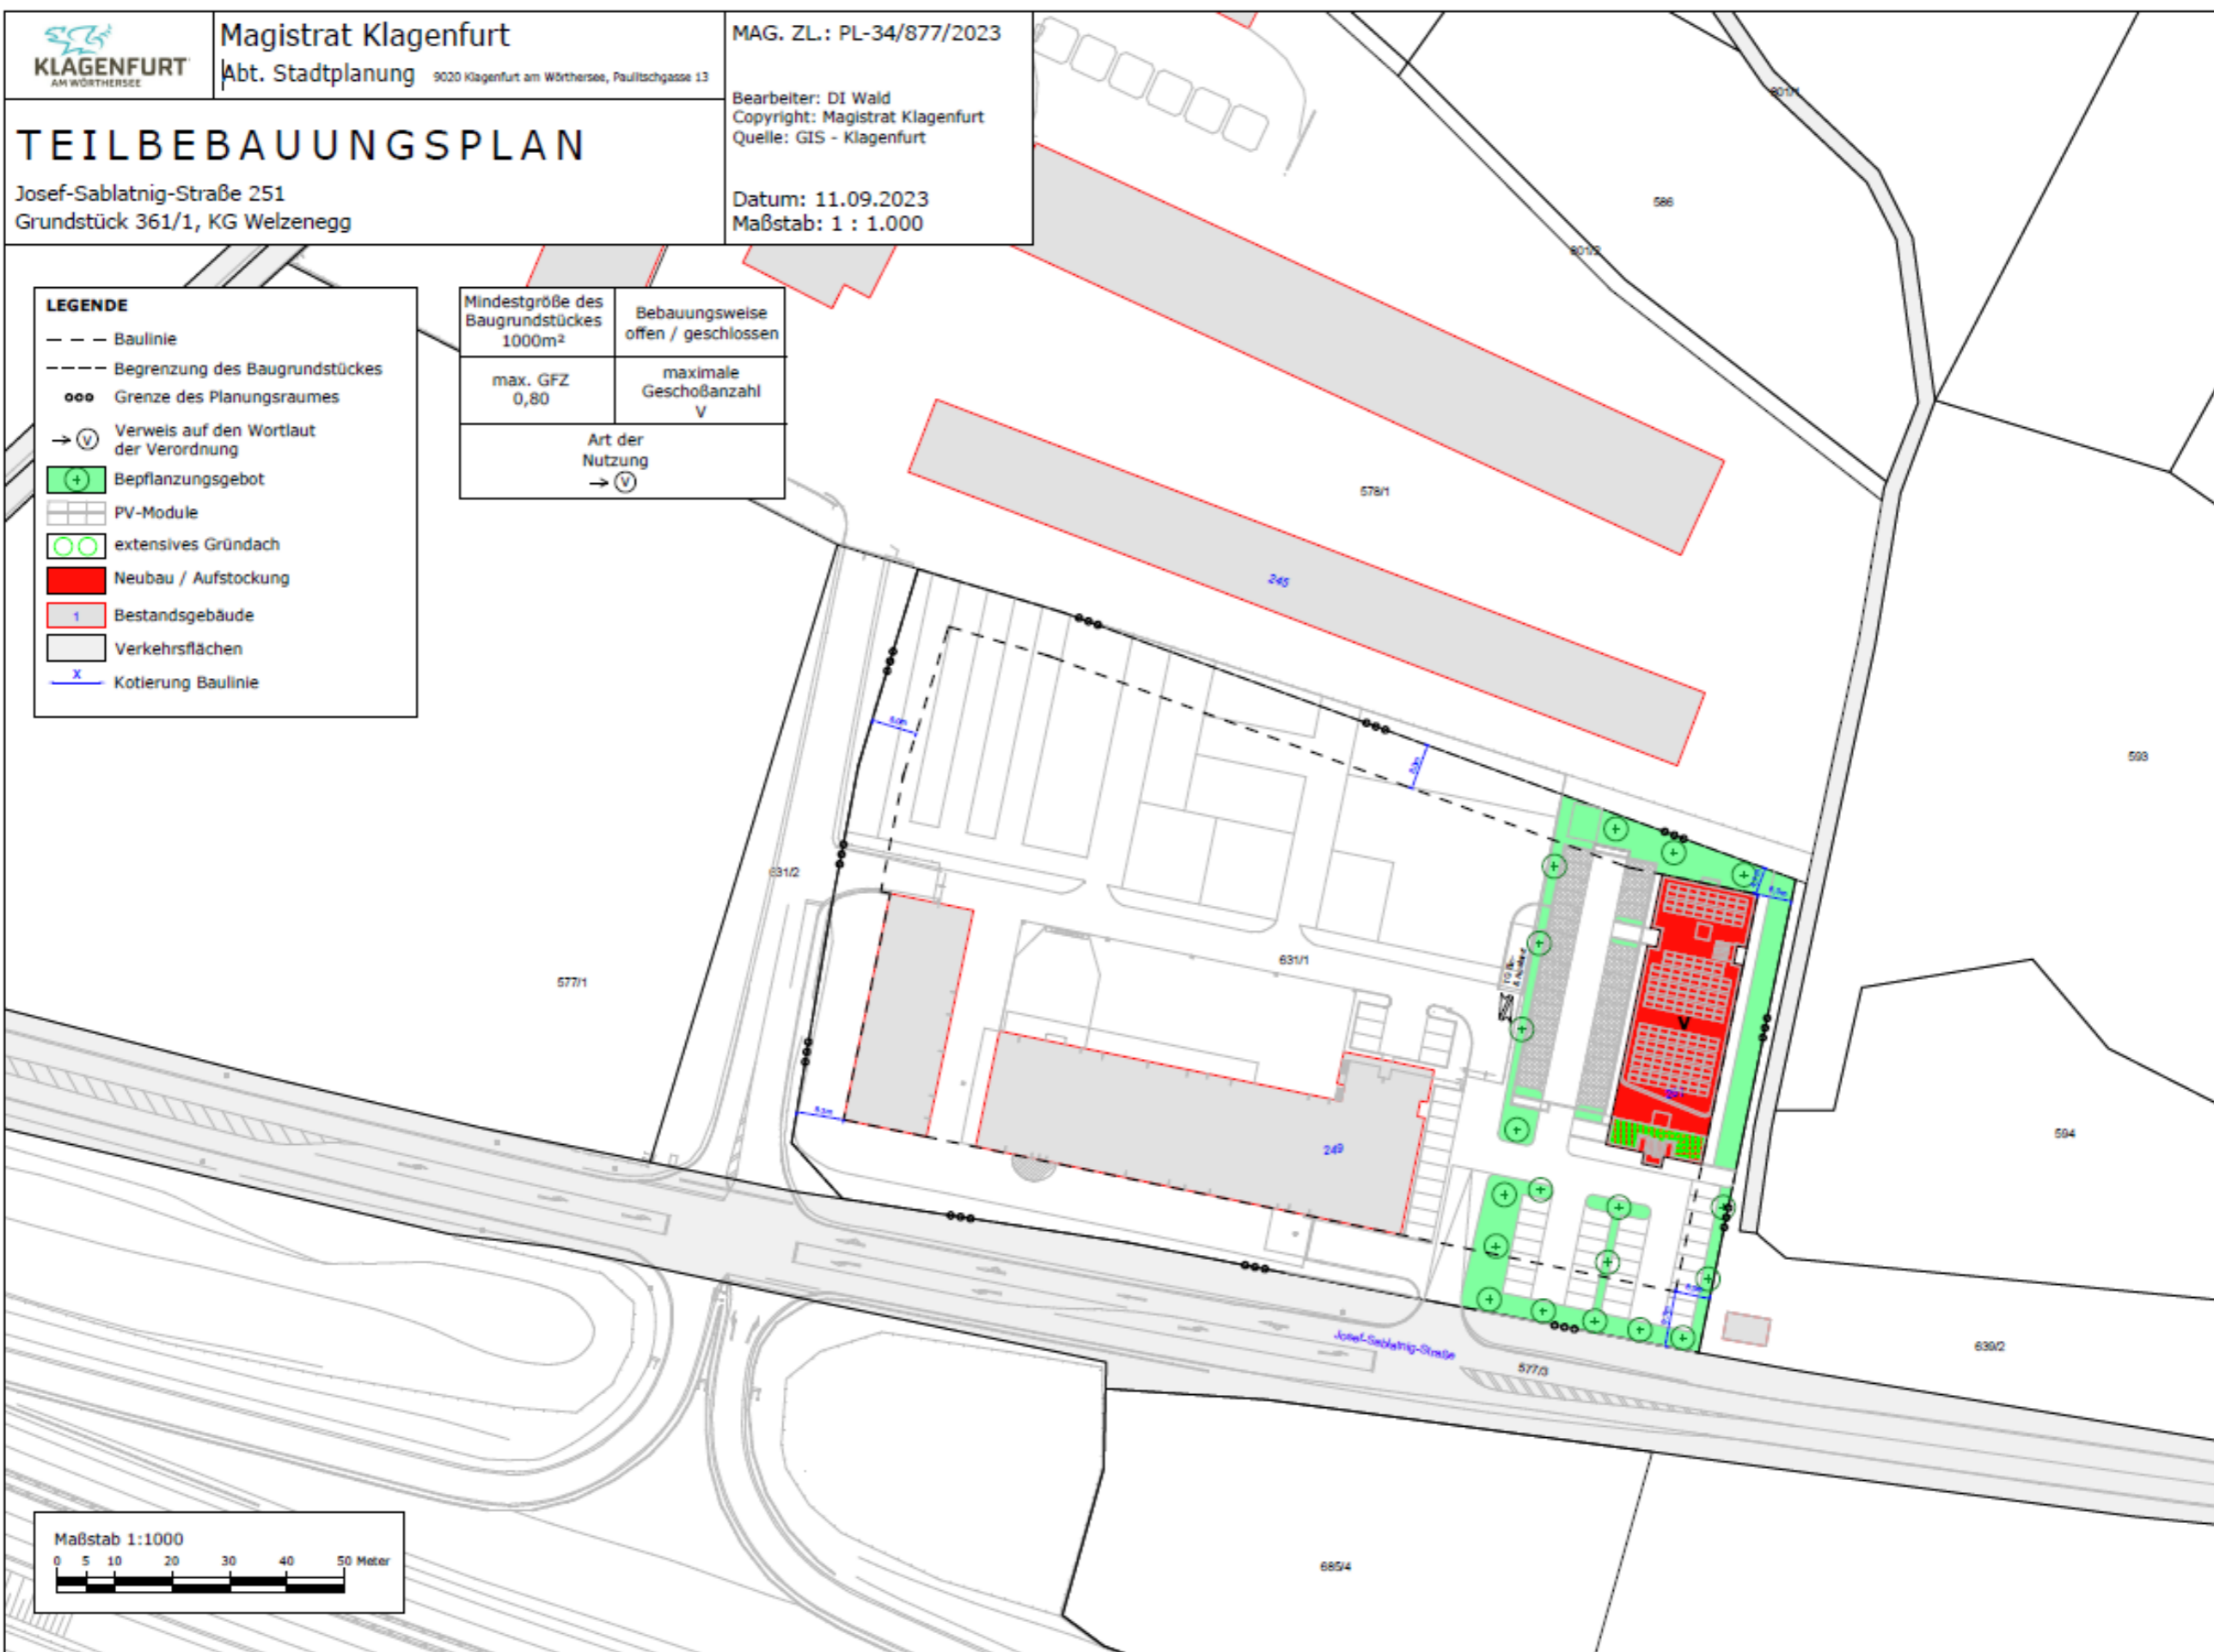 KLAGENFURT
AM WÖRTHERSEE
Magistrat Klagenfurt
Abt. Stadtplanung 9020 Klagenfurt am Wörthersee, Paulitschgasse 13
MAG. ZL.: PL-34/877/2023
Bearbeiter: DI Wald
Copyright: Magistrat Klagenfurt
Quelle: GIS - Klagenfurt
Datum: 11.09.2023
Maßstab: 1 : 1.000
TEILBEBAUUNGSPLAN
Josef-Sablatnig-Straße 251
Grundstück 361/1, KG Welzenegg
LEGENDE
Baulinie
Begrenzung des Baugrundstückes
Grenze des Planungsraumes
V
Verweis auf den Wortlaut
der Verordnung
Bepflanzungsgebot
PV-Module
extensives Gründach
Neubau / Aufstockung
1 Bestandsgebäude
Verkehrsflächen
x Kotierung Baulinie
Mindestgröße des
Baugrundstückes
1000m²
Bebauungsweise
offen / geschlossen
max. GFZ
0,80
maximale
Geschoßanzahl
V
Art der
Nutzung
V
801/1
586
801/2
578/1
245
593
631/2
631/1
577/1
V
594
249
Josef-Sablatnig-Straße
577/3
639/2
685/4
Maßstab 1:1000
0 5 10 20 30 40 50 Meter